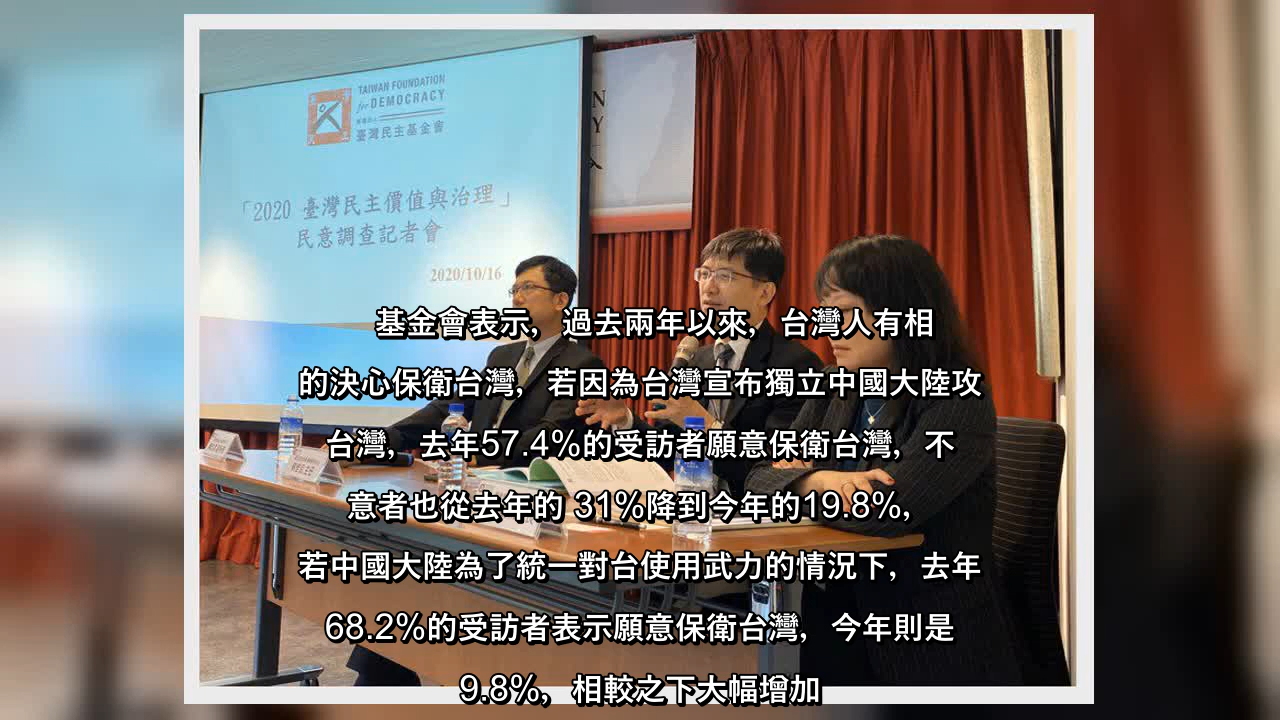 TAIWAN FOUNDATION
for DEMOCRACY
財團法人
臺灣民主基金會
「2020 臺灣民主價值與治理」
民意調查記者會
2020/10/16
N
Y
基金會表示，過去兩年以來，台灣人有相
的決心保衛台灣，若因為台灣宣布獨立中國大陸攻
台灣，去年57.4%的受訪者願意保衛台灣，不
意者也從去年的 31%降到今年的19.8%，
若中國大陸為了統一對台使用武力的情況下，去年
68.2%的受訪者表示願意保衛台灣，今年則是
9.8%，相較之下大幅增加